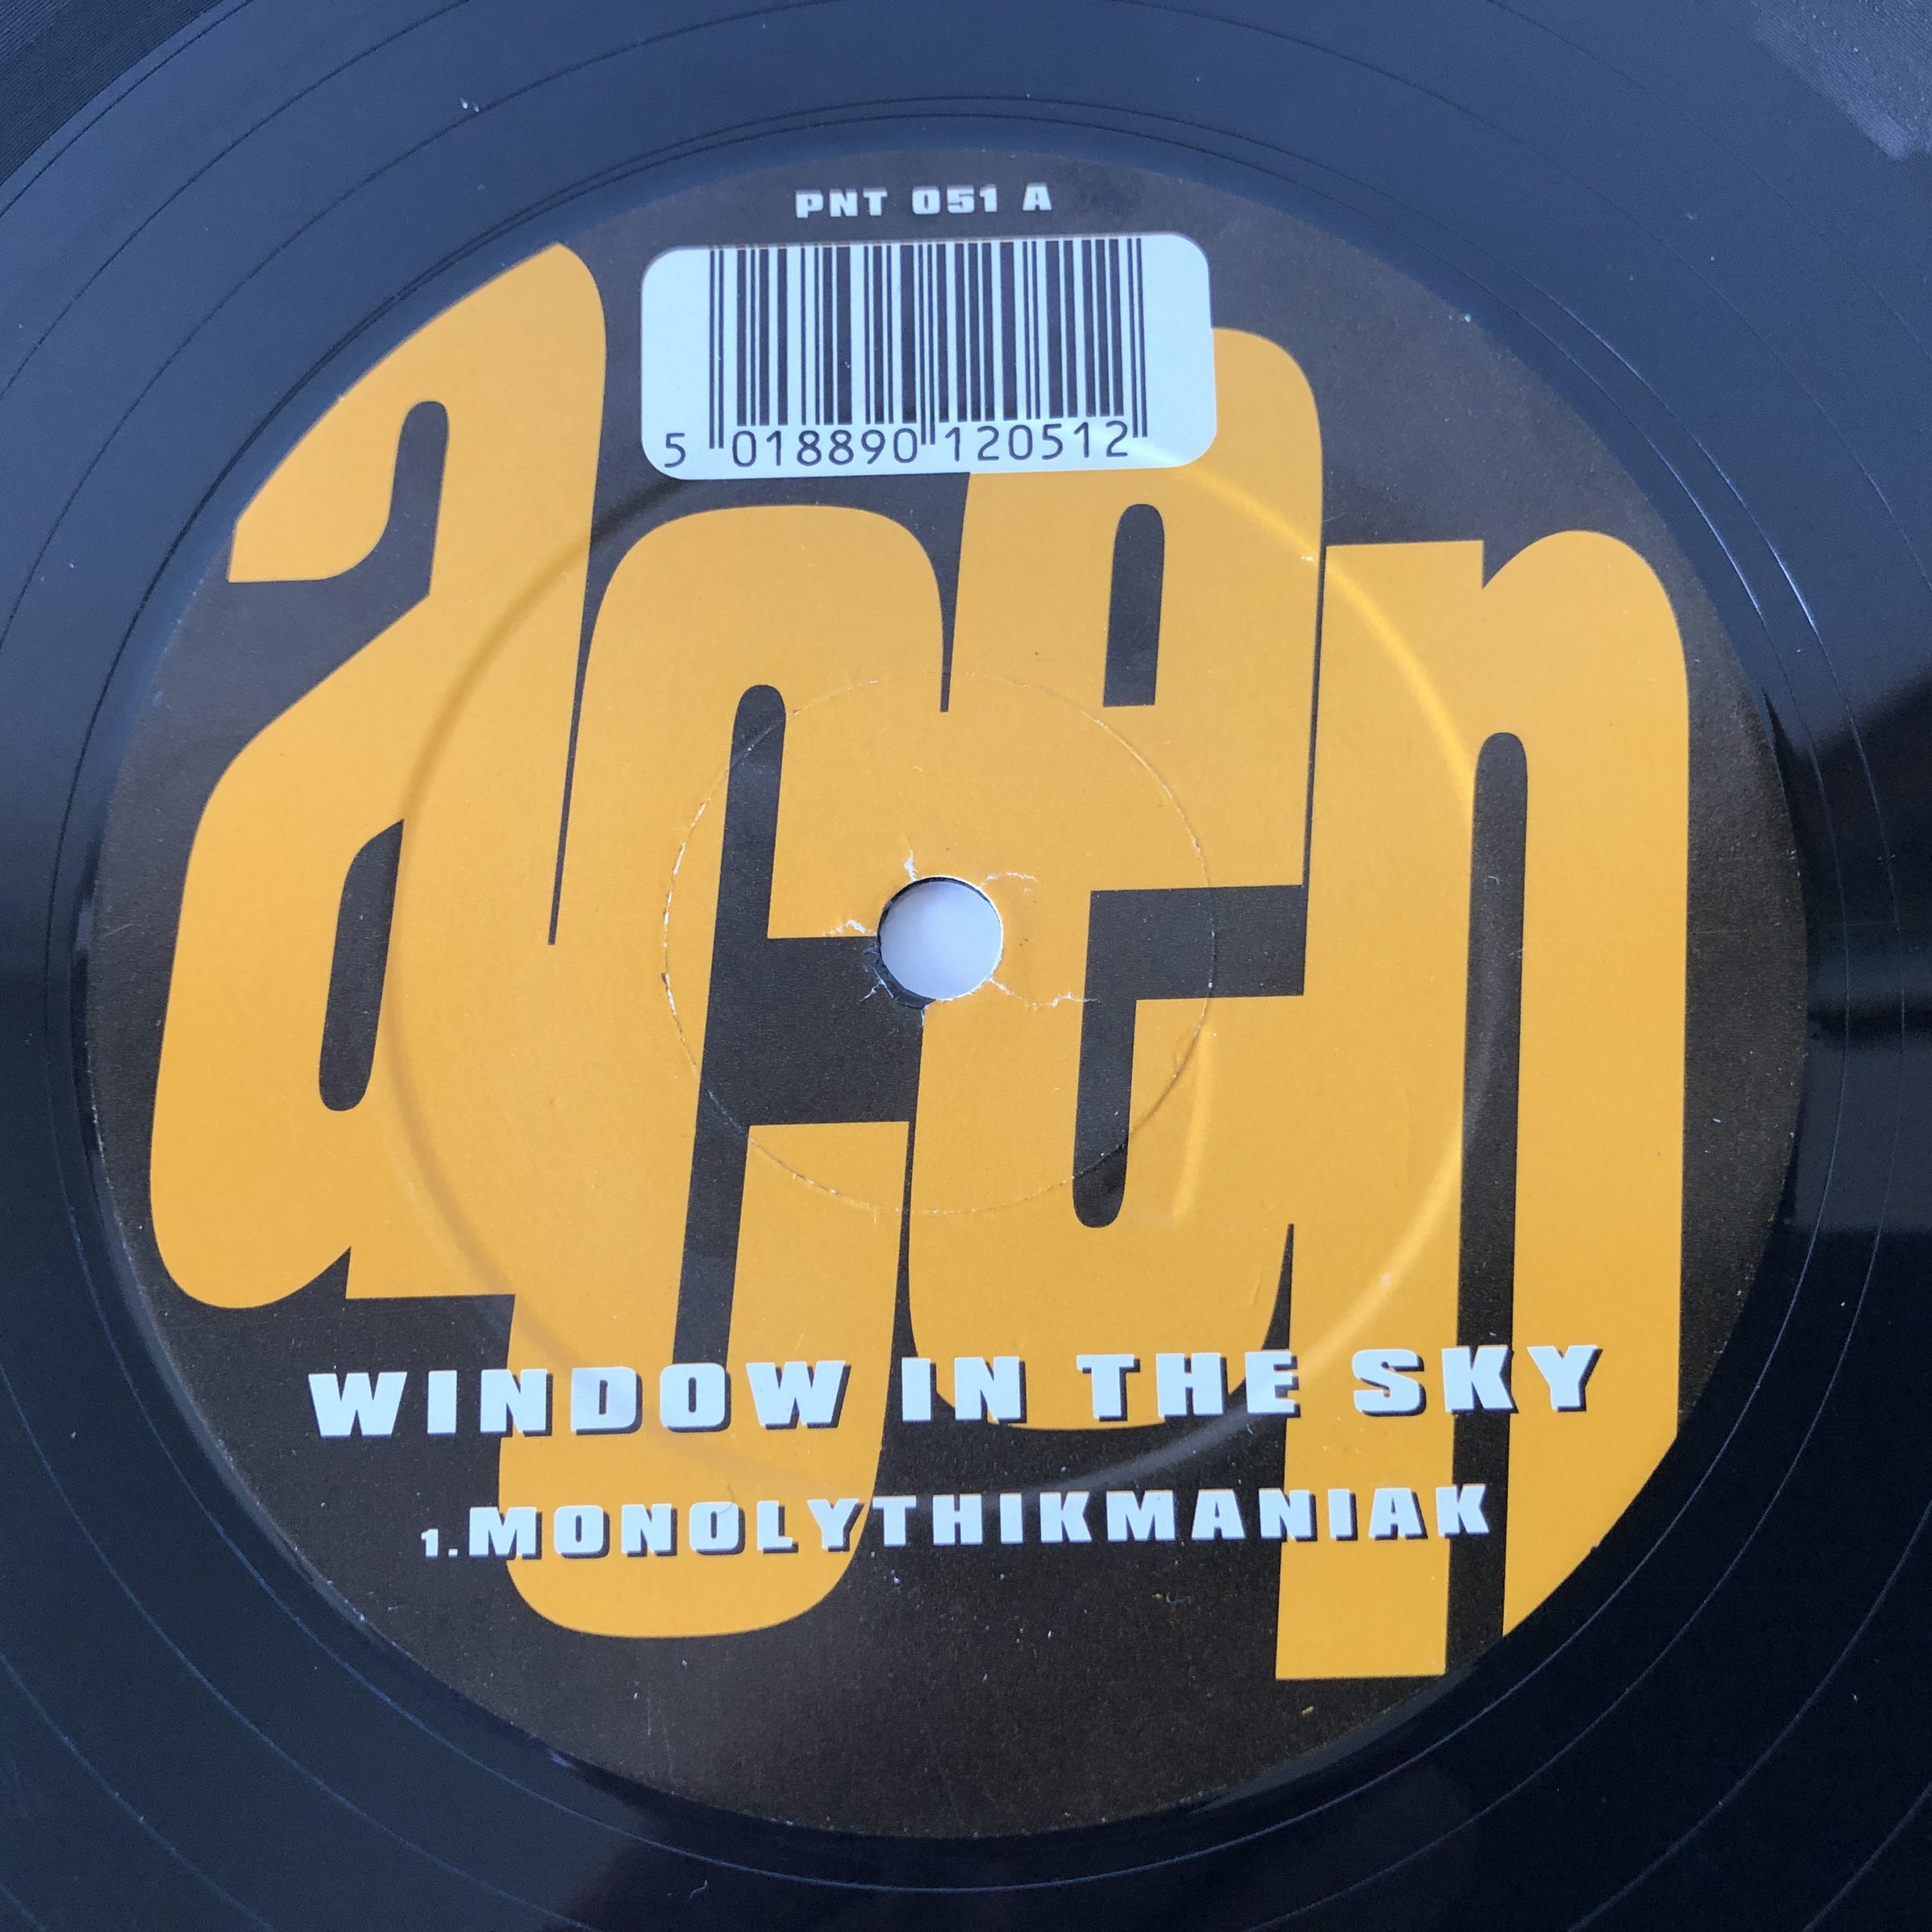 PNT 051 A
5 018890 120512
acen
WINDOW IN THE SKY
1. MONOLYTHIKMANIAK